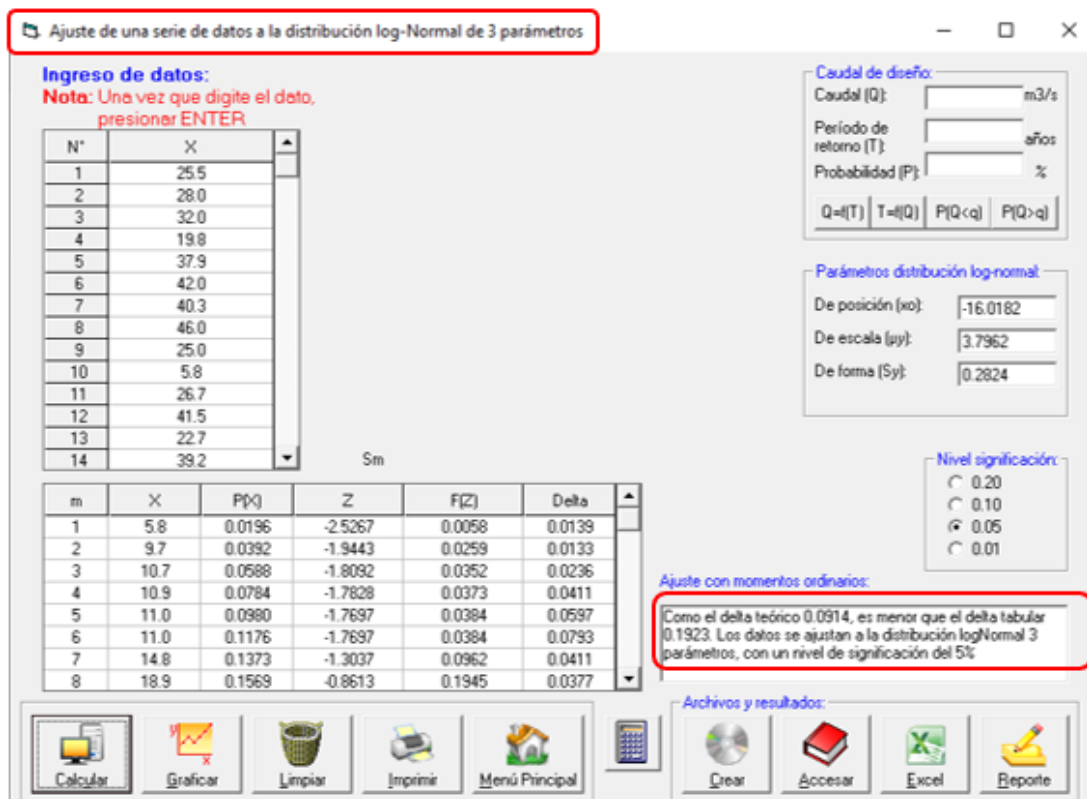 Ajuste de una serie de datos a la distribución log-Normal de 3 parámetros
Ingreso de datos:
Nota: Una vez que digite el dato,
presionar ENTER
N° X
1 25.5
2 28.0
3 32.0
4 19.8
5 37.9
6 42.0
7 40.3
8 46.0
9 25.0
10 5.8
11 26.7
12 41.5
13 22.7
14 39.2
Caudal de diseño:
Caudal (Q): m3/s
Período de
retorno (T): años
Probabilidad (P): %
Q=f(T) T=f(Q) P(Q<q) P(Q>q)
Parámetros distribución log-normal:
De posición (xo): -16.0182
De escala (µy): 3.7962
De forma (Sy): 0.2824
Sm
Nivel significación:
0.20
0.10
0.05
0.01
m X P(X) Z F(Z) Delta
1 5.8 0.0196 -2.5267 0.0058 0.0139
2 9.7 0.0392 -1.9443 0.0259 0.0133
3 10.7 0.0588 -1.8092 0.0352 0.0236
4 10.9 0.0784 -1.7828 0.0373 0.0411
5 11.0 0.0980 -1.7697 0.0384 0.0597
6 11.0 0.1176 -1.7697 0.0384 0.0793
7 14.8 0.1373 -1.3037 0.0962 0.0411
8 18.9 0.1569 -0.8613 0.1945 0.0377
Ajuste con momentos ordinarios:
Como el delta teórico 0.0914, es menor que el delta tabular
0.1923. Los datos se ajustan a la distribución logNormal 3
parámetros, con un nivel de significación del 5%
Calcular Graficar Limpiar Imprimir Menú Principal
Archivos y resultados:
Crear Accesar Excel Reporte